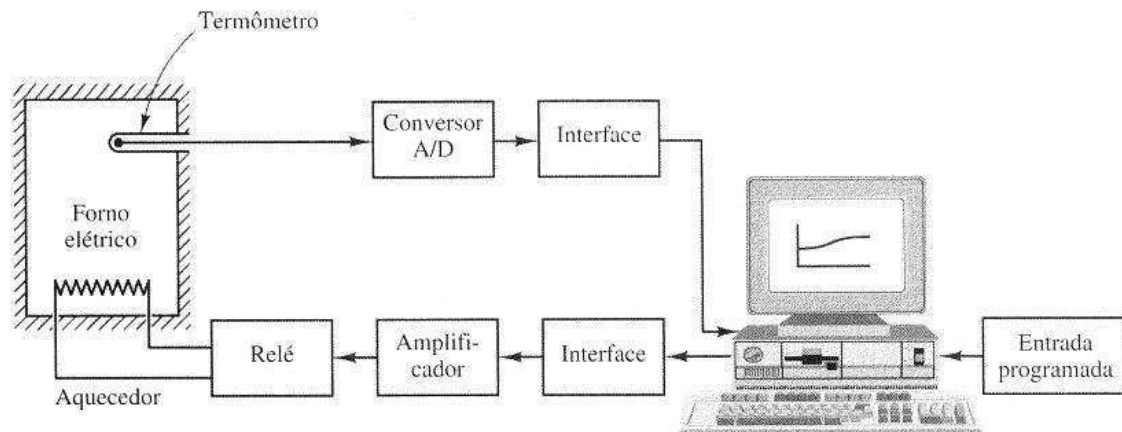 Termômetro
Conversor
A/D
Interface
Forno
elétrico
Relé
Amplifi-
cador
Interface
Entrada
programada
Aquecedor